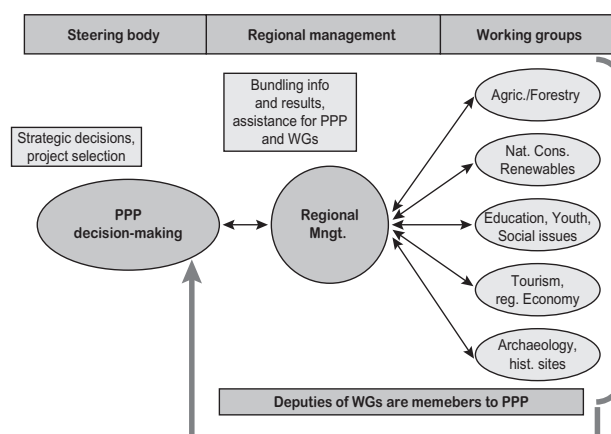 Steering body
Regional management
Working groups
Bundling info
and results,
assistance for PPP
and WGs
Strategic decisions,
project selection
PPP
decision-making
Regional
Mngt.
Agric./Forestry
Nat. Cons.
Renewables
Education, Youth,
Social issues
Tourism,
reg. Economy
Archaeology,
hist. sites
Deputies of WGs are memebers to PPP